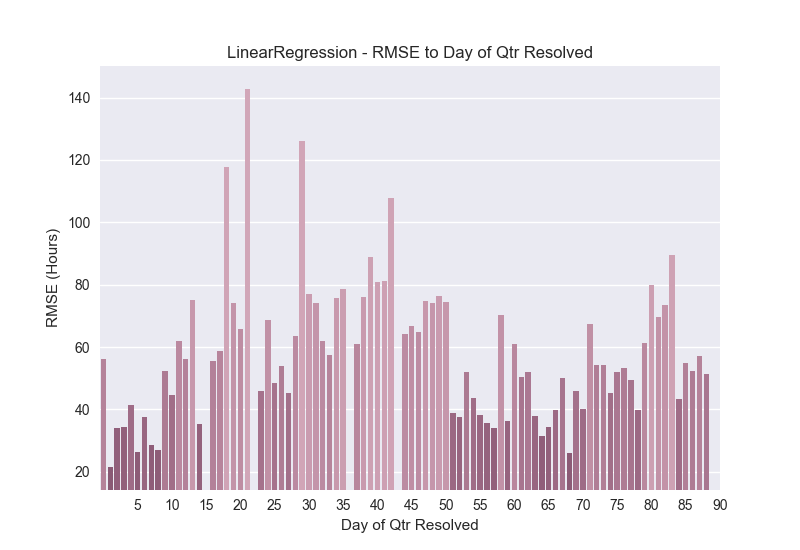 LinearRegression - RMSE to Day of Qtr Resolved
140
120
100
80
60
40
20
RMSE (Hours)
5 10 15 20 25 30 35 40 45 50 55 60 65 70 75 80 85 90
Day of Qtr Resolved